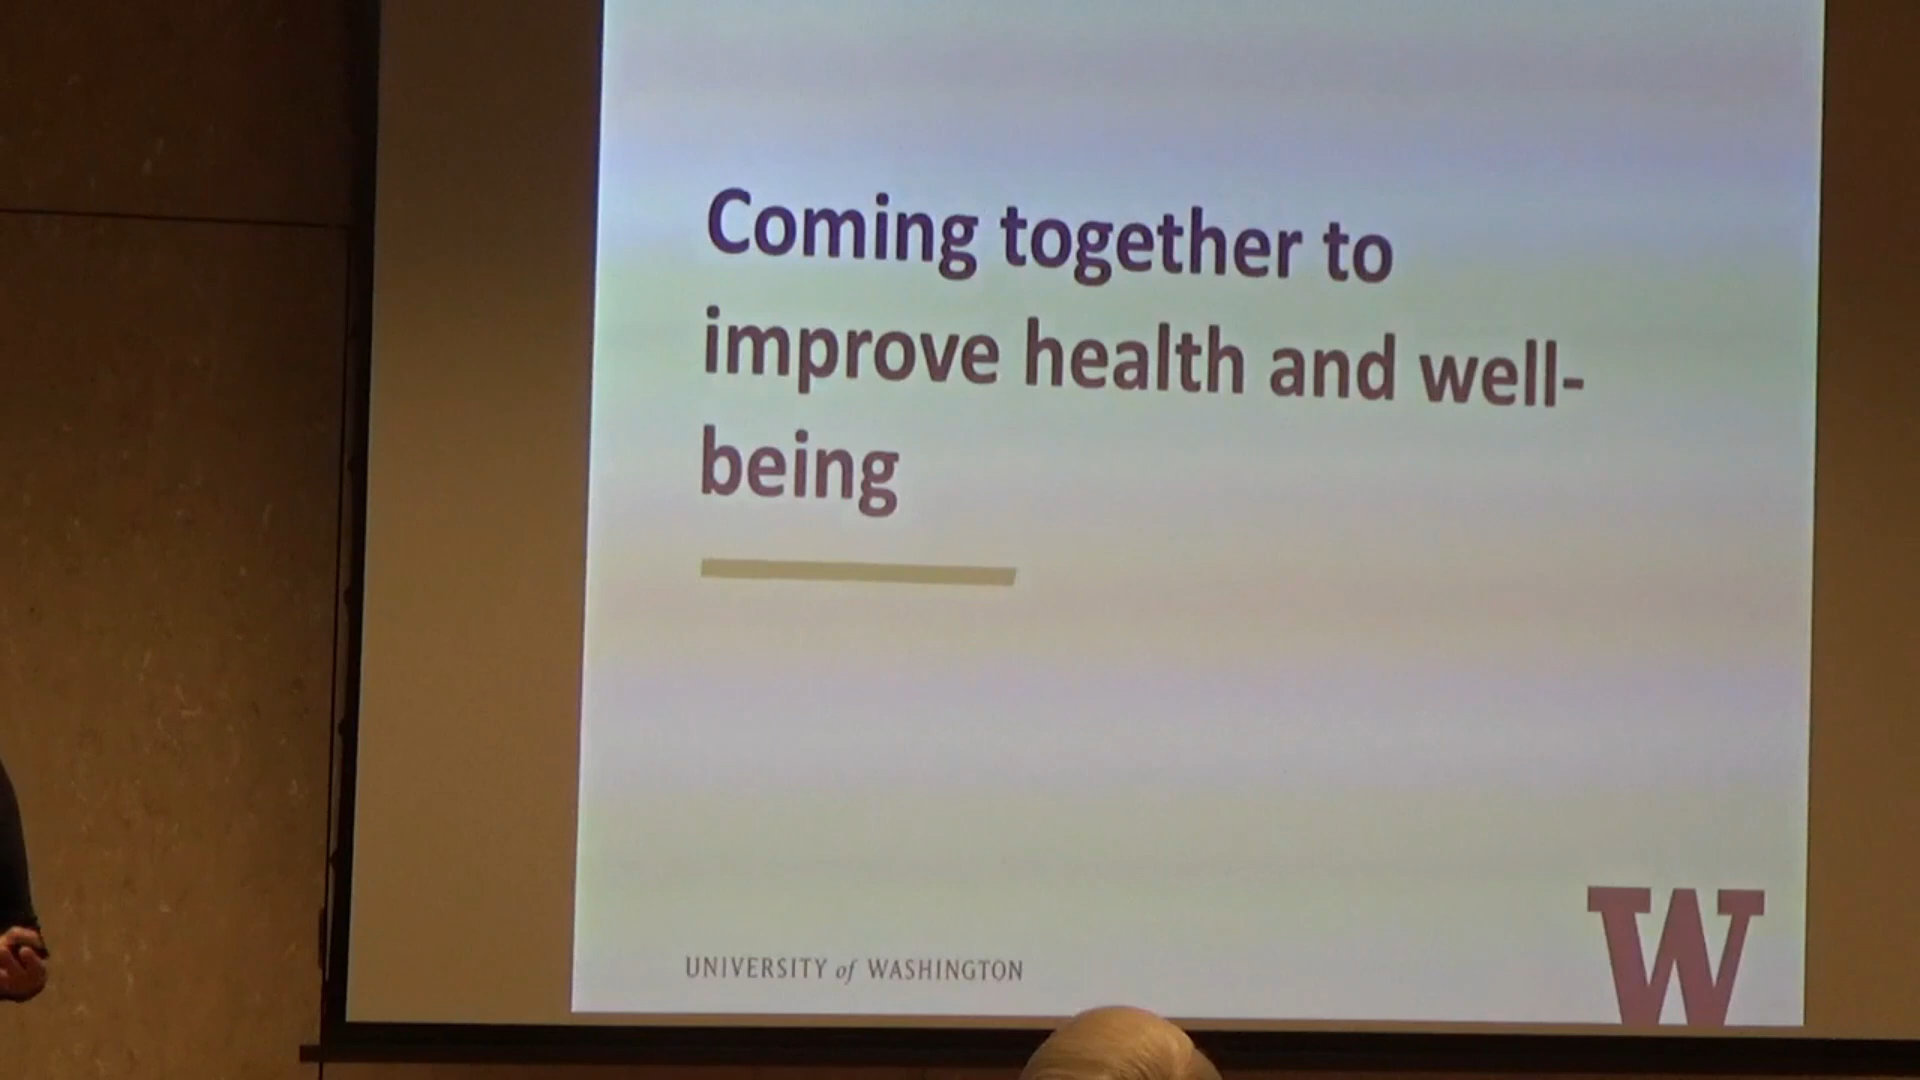 Coming together to
improve health and well-
being
UNIVERSITY of WASHINGTON
W